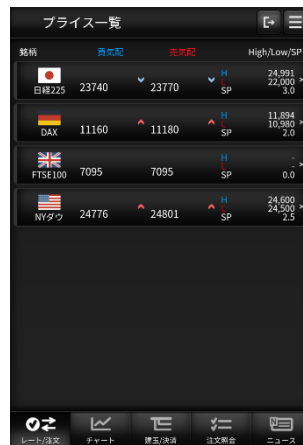 プライス一覧
銘柄 買気配 売気配 High/Low/SP
日経225 23740 23770 H 24,991
L 22,000
SP 3.0
DAX 11160 11180 H 11,894
L 10,980
SP 2.0
FTSE100 7095 7095 H -
L -
SP 0.0
NYダウ 24776 24801 H 24,600
L 24,500
SP 2.5
レート/注文 チャート 建玉/決済 注文照会 ニュース